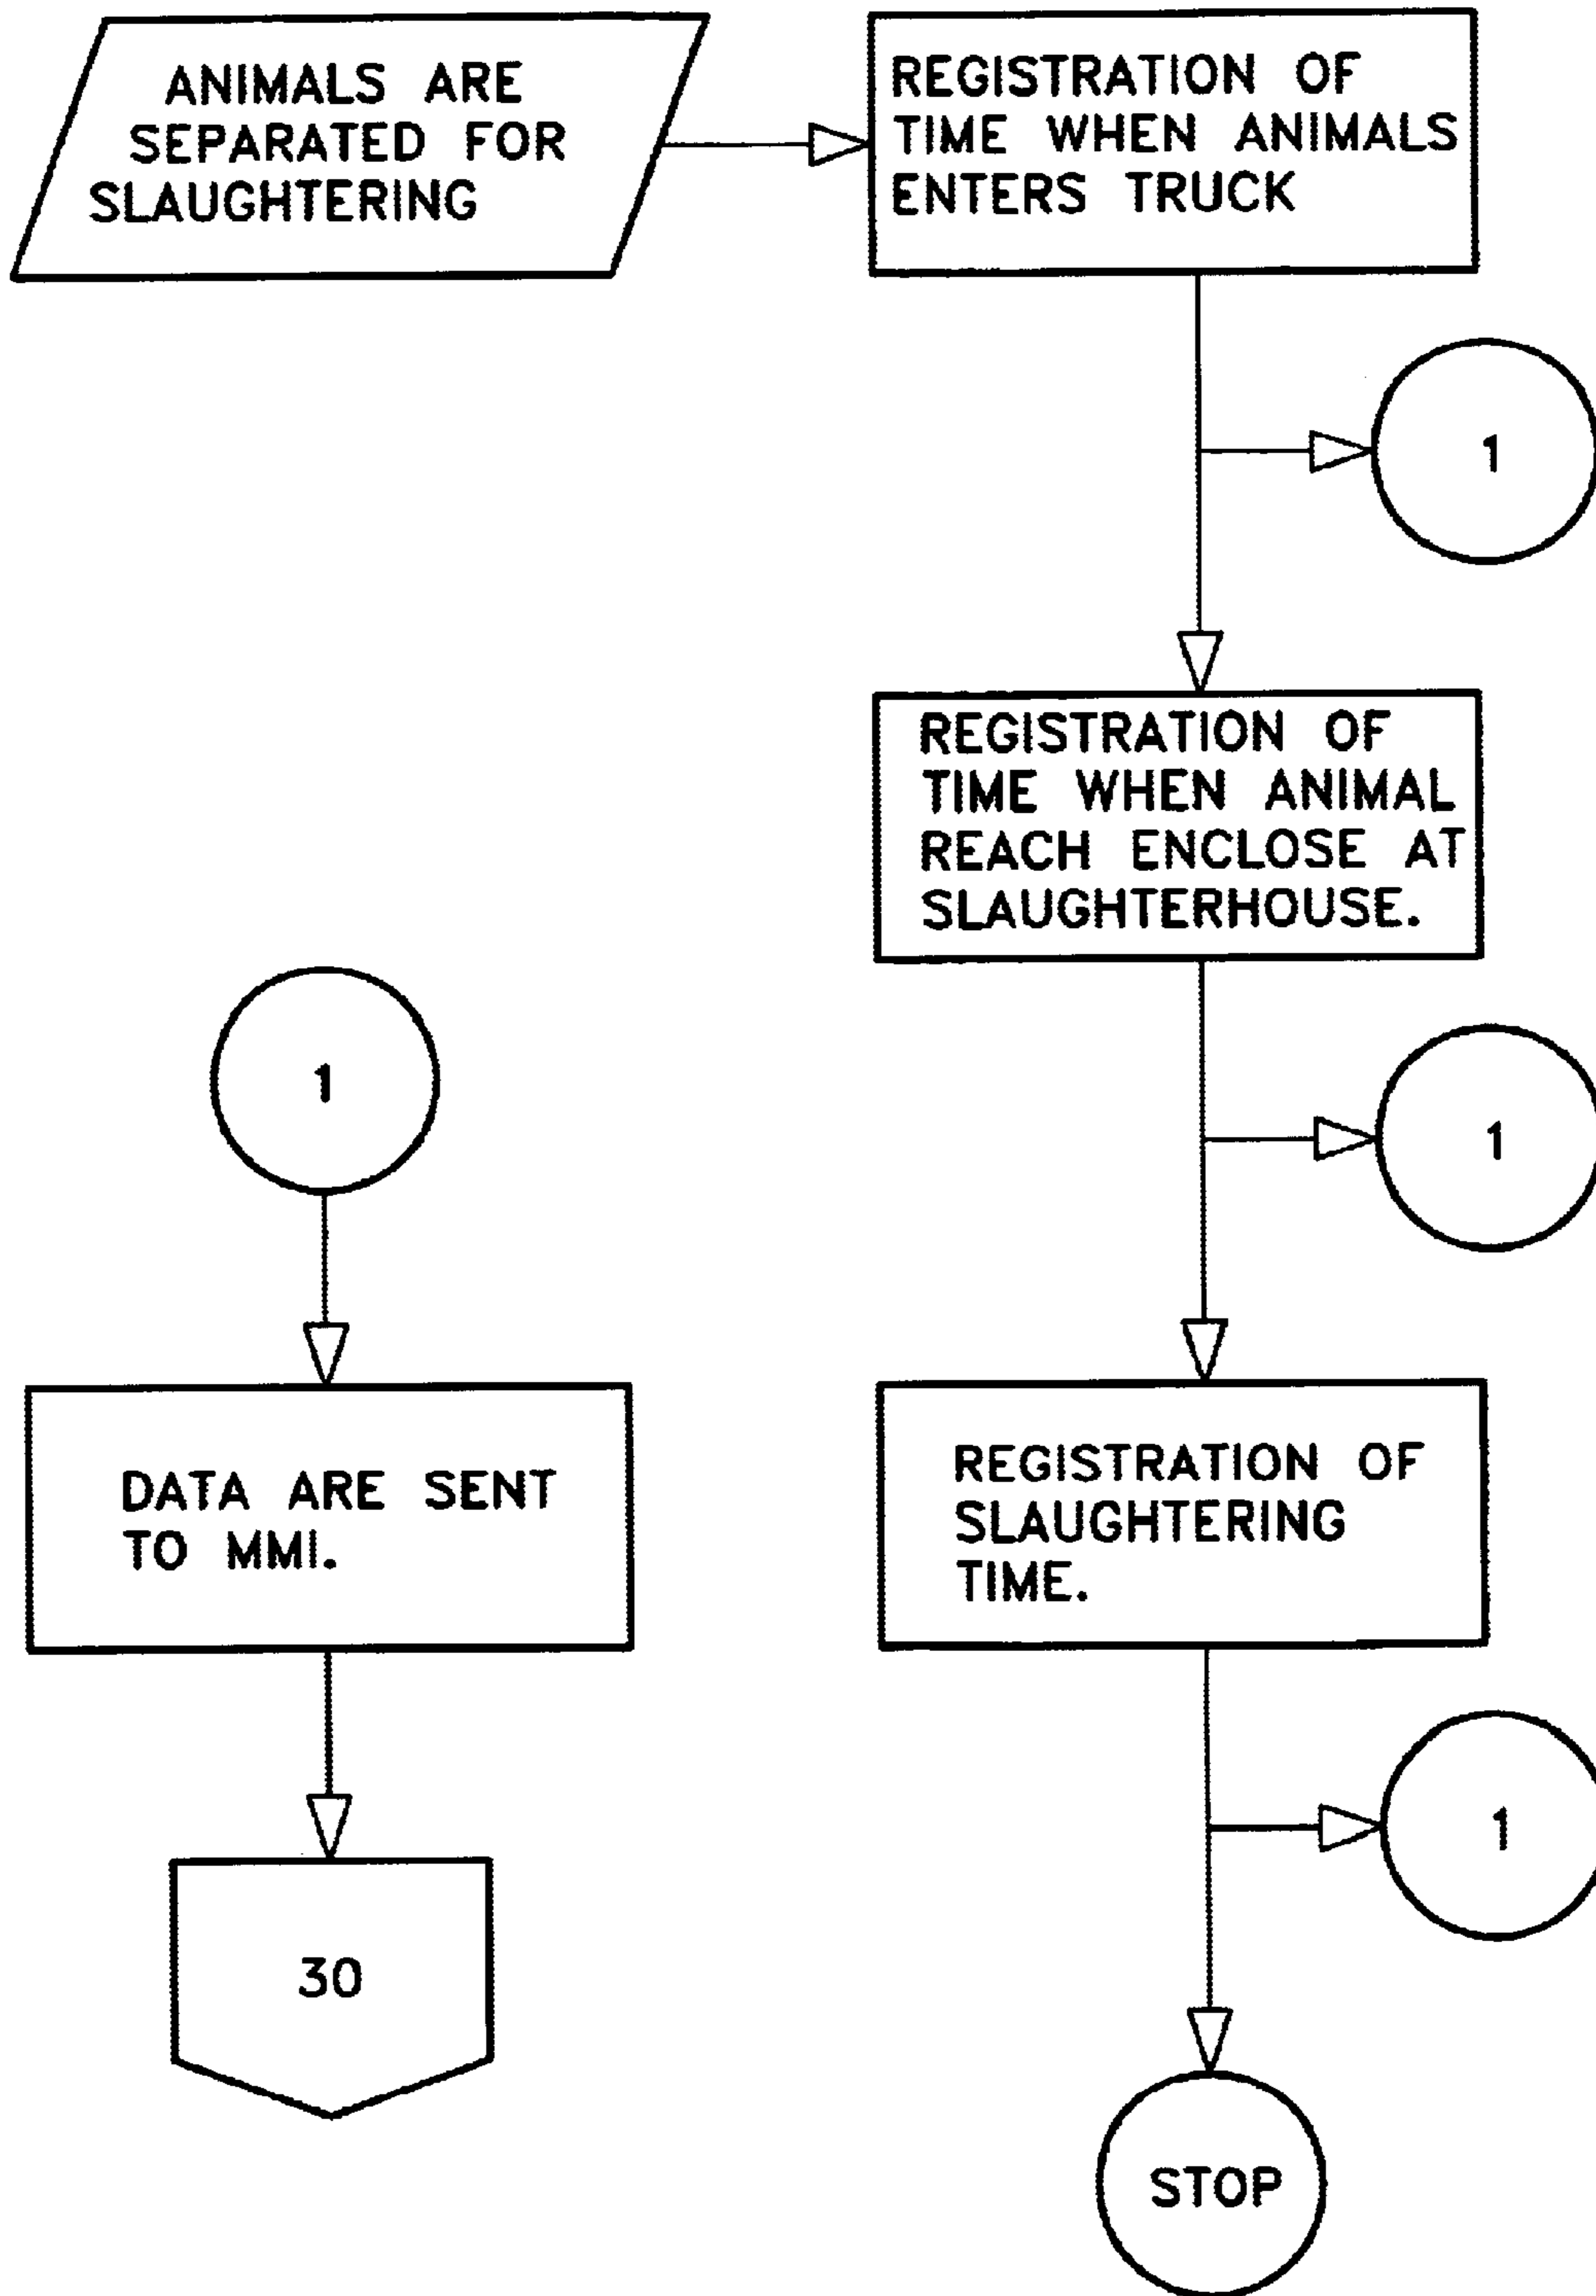 ANIMALS ARE
SEPARATED FOR
SLAUGHTERING
REGISTRATION OF
TIME WHEN ANIMALS
ENTERS TRUCK
1
REGISTRATION OF
TIME WHEN ANIMAL
REACH ENCLOSE AT
SLAUGHTERHOUSE.
1
REGISTRATION OF
SLAUGHTERING
TIME.
1
STOP
1
DATA ARE SENT
TO MMI.
30